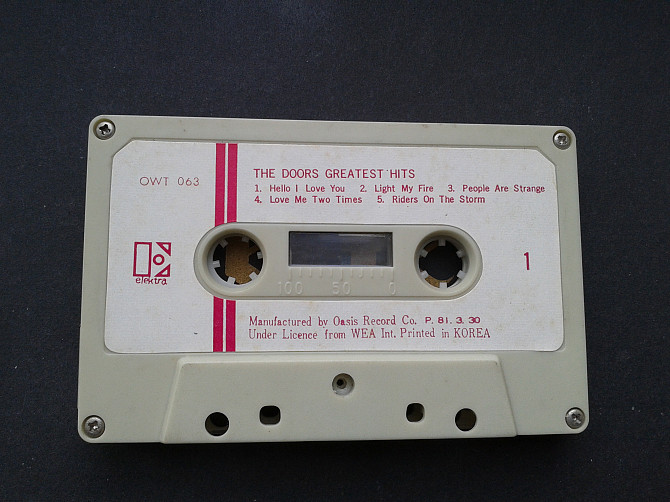 OWT 063
THE DOORS GREATEST HITS
1. Hello I Love You 2. Light My Fire 3. People Are Strange
4. Love Me Two Times 5. Riders On The Storm
elektra
1
100 50 0
Manufactured by Oasis Record Co. P. 81. 3. 30
Under Licence from WEA Int. Printed in KOREA